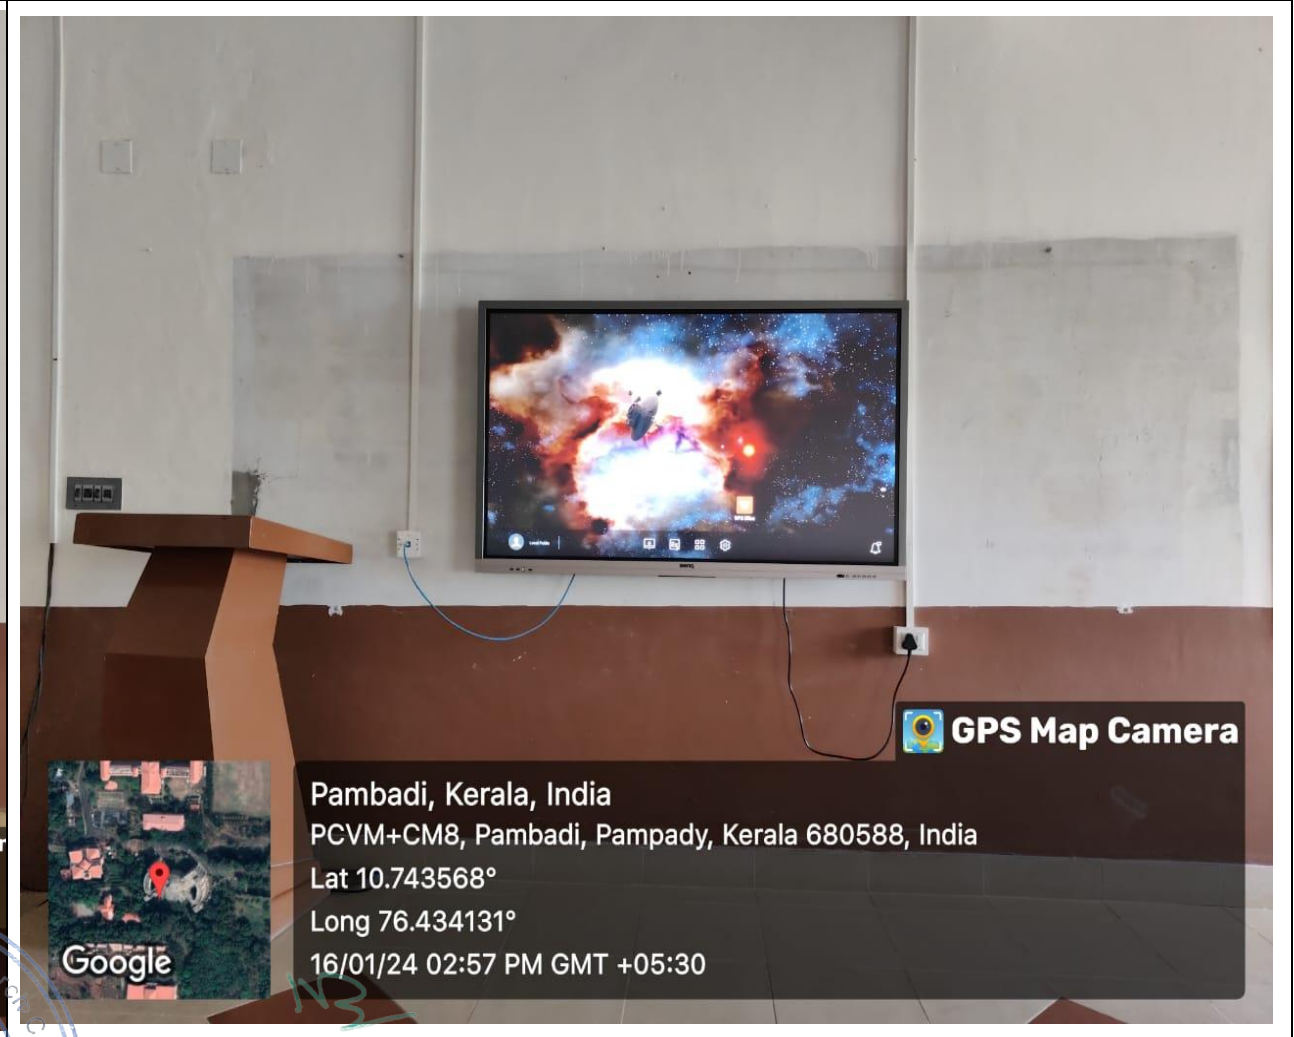 BenQ
GPS Map Camera
Pambadi, Kerala, India
PCVM+CM8, Pambadi, Pampady, Kerala 680588, India
Lat 10.743568°
Long 76.434131°
16/01/24 02:57 PM GMT +05:30
Google